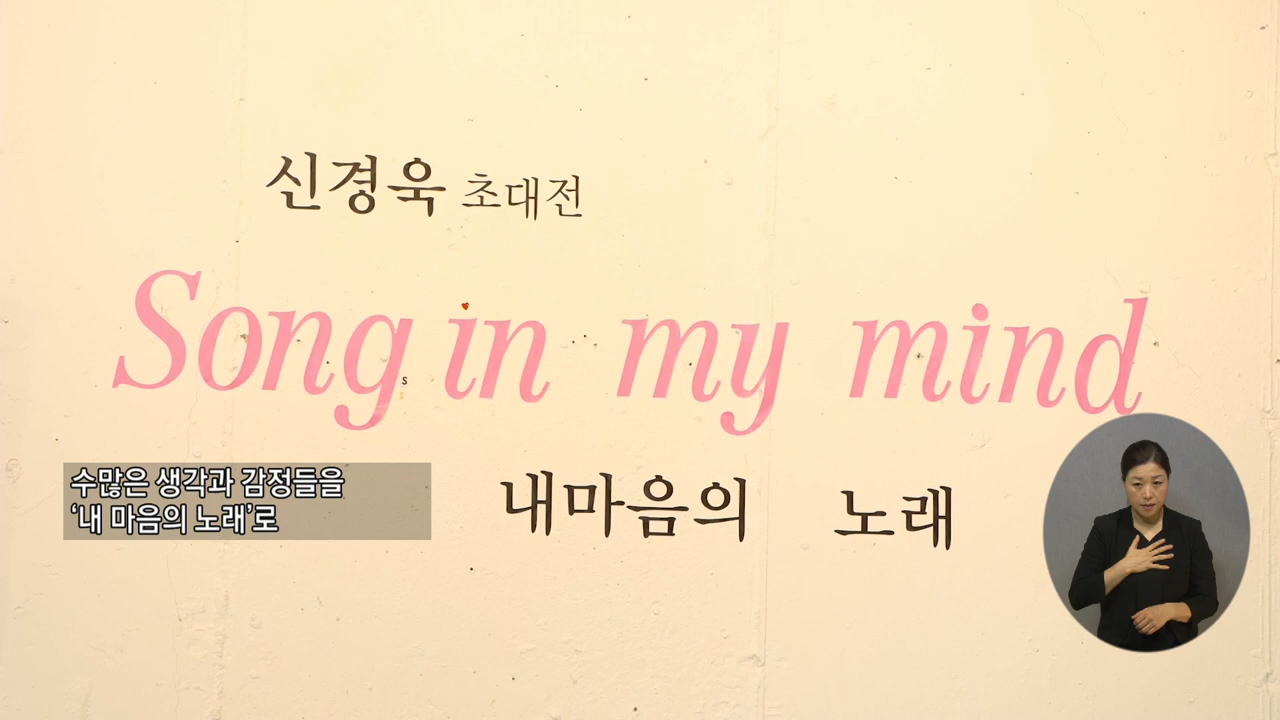 신경욱 초대전
Song in my mind
s
내마음의 노래
수많은 생각과 감정들을
‘내 마음의 노래’로